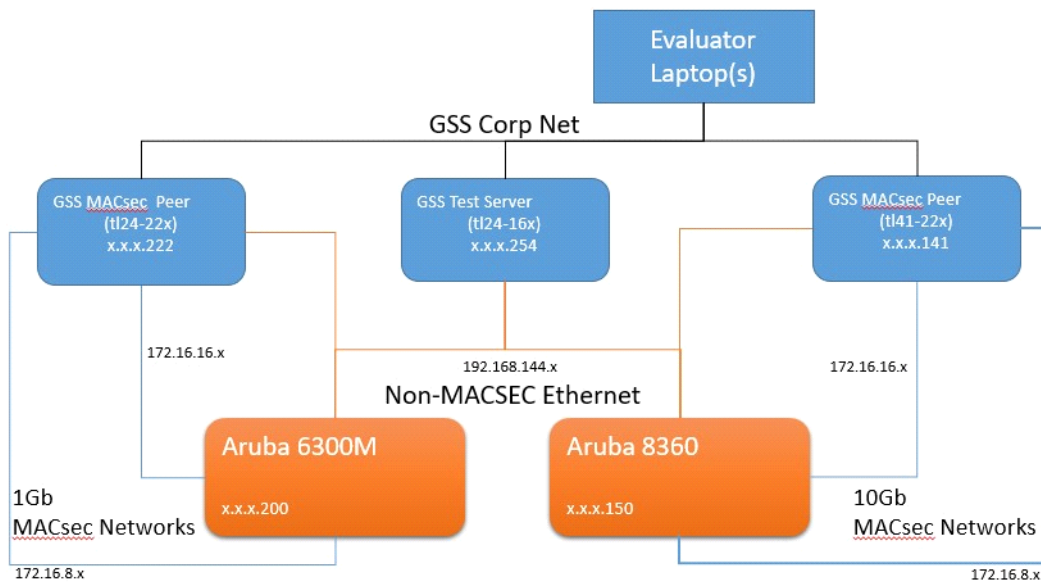 Evaluator
Laptop(s)
GSS Corp Net
GSS MACsec Peer
(tl24-22x)
x.x.x.222
GSS Test Server
(tl24-16x)
x.x.x.254
GSS MACsec Peer
(tl41-22x)
x.x.x.141
172.16.16.x
192.168.144.x
172.16.16.x
Non-MACSEC Ethernet
Aruba 6300M
x.x.x.200
Aruba 8360
x.x.x.150
1Gb
MACsec Networks
10Gb
MACsec Networks
172.16.8.x
172.16.8.x